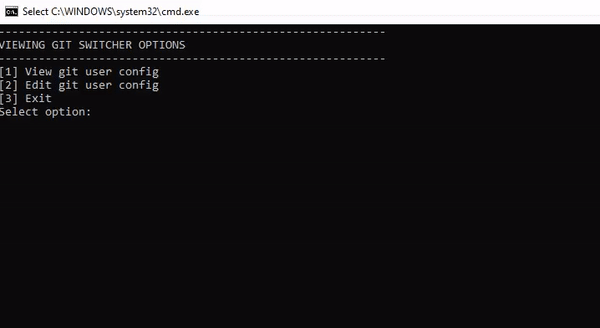 Select C:\WINDOWS\system32\cmd.exe
----------------------------------------------------------
VIEWING GIT SWITCHER OPTIONS
----------------------------------------------------------
[1] View git user config
[2] Edit git user config
[3] Exit
Select option: